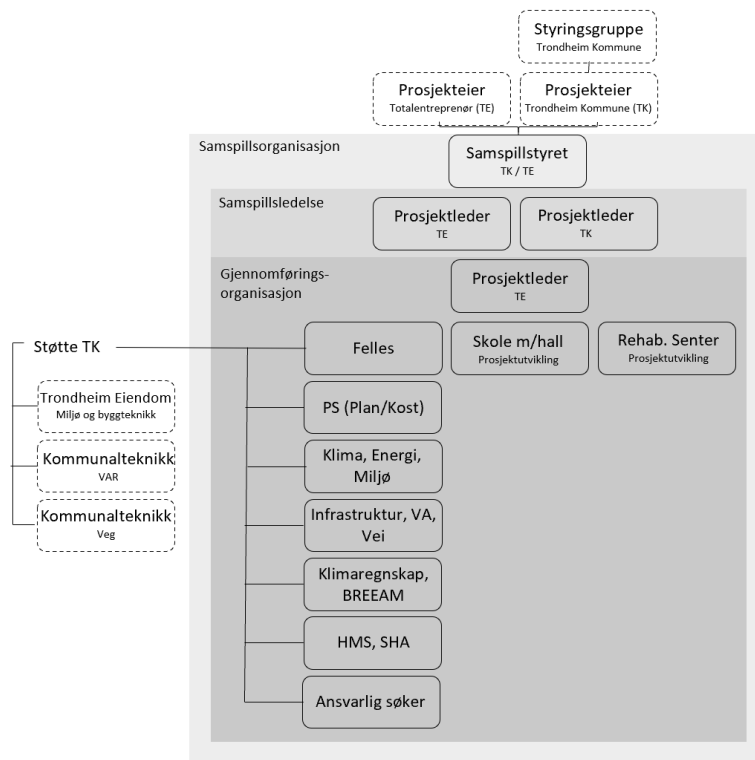 Styringsgruppe
Trondheim Kommune
Prosjekteier
Totalentreprenør (TE)
Prosjekteier
Trondheim Kommune (TK)
Samspillsorganisasjon
Samspillstyret
TK / TE
Samspillsledelse
Prosjektleder
TE
Prosjektleder
TK
Gjennomførings-
organisasjon
Prosjektleder
TE
Støtte TK
Felles
Skole m/hall
Prosjektutvikling
Rehab. Senter
Prosjektutvikling
Trondheim Eiendom
Miljø og byggteknikk
Kommunalteknikk
VAR
Kommunalteknikk
Veg
PS (Plan/Kost)
Klima, Energi,
Miljø
Infrastruktur, VA,
Vei
Klimaregnskap,
BREEAM
HMS, SHA
Ansvarlig søker